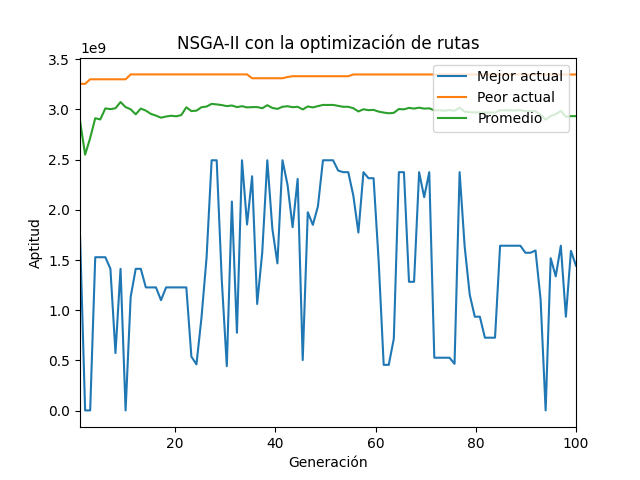 NSGA-II con la optimización de rutas
1e9
3.5
3.0
2.5
2.0
1.5
1.0
0.5
0.0
Aptitud
Mejor actual
Peor actual
Promedio
20
40
60
80
100
Generación